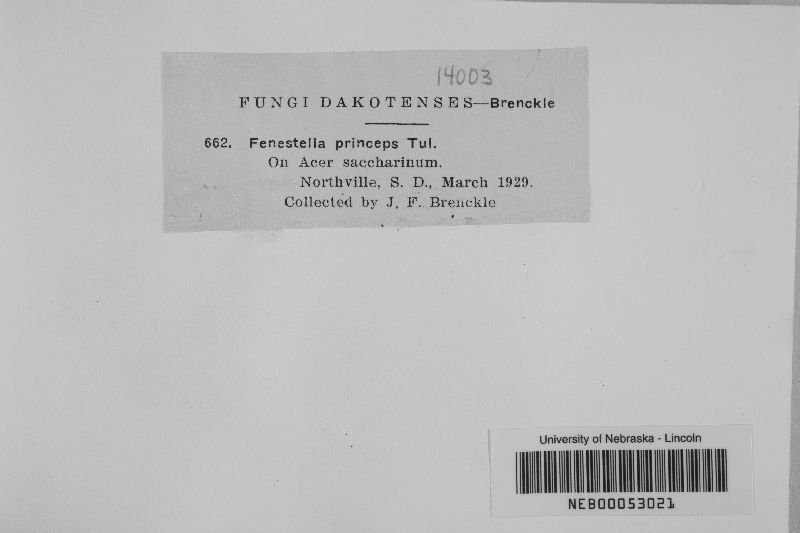 14003
FUNGI DAKOTENSES—Brenckle
662. Fenestella princeps Tul.
On Acer saccharinum.
Northville, S. D., March 1929.
Collected by J. F. Brenckle
University of Nebraska - Lincoln
NEB00053021